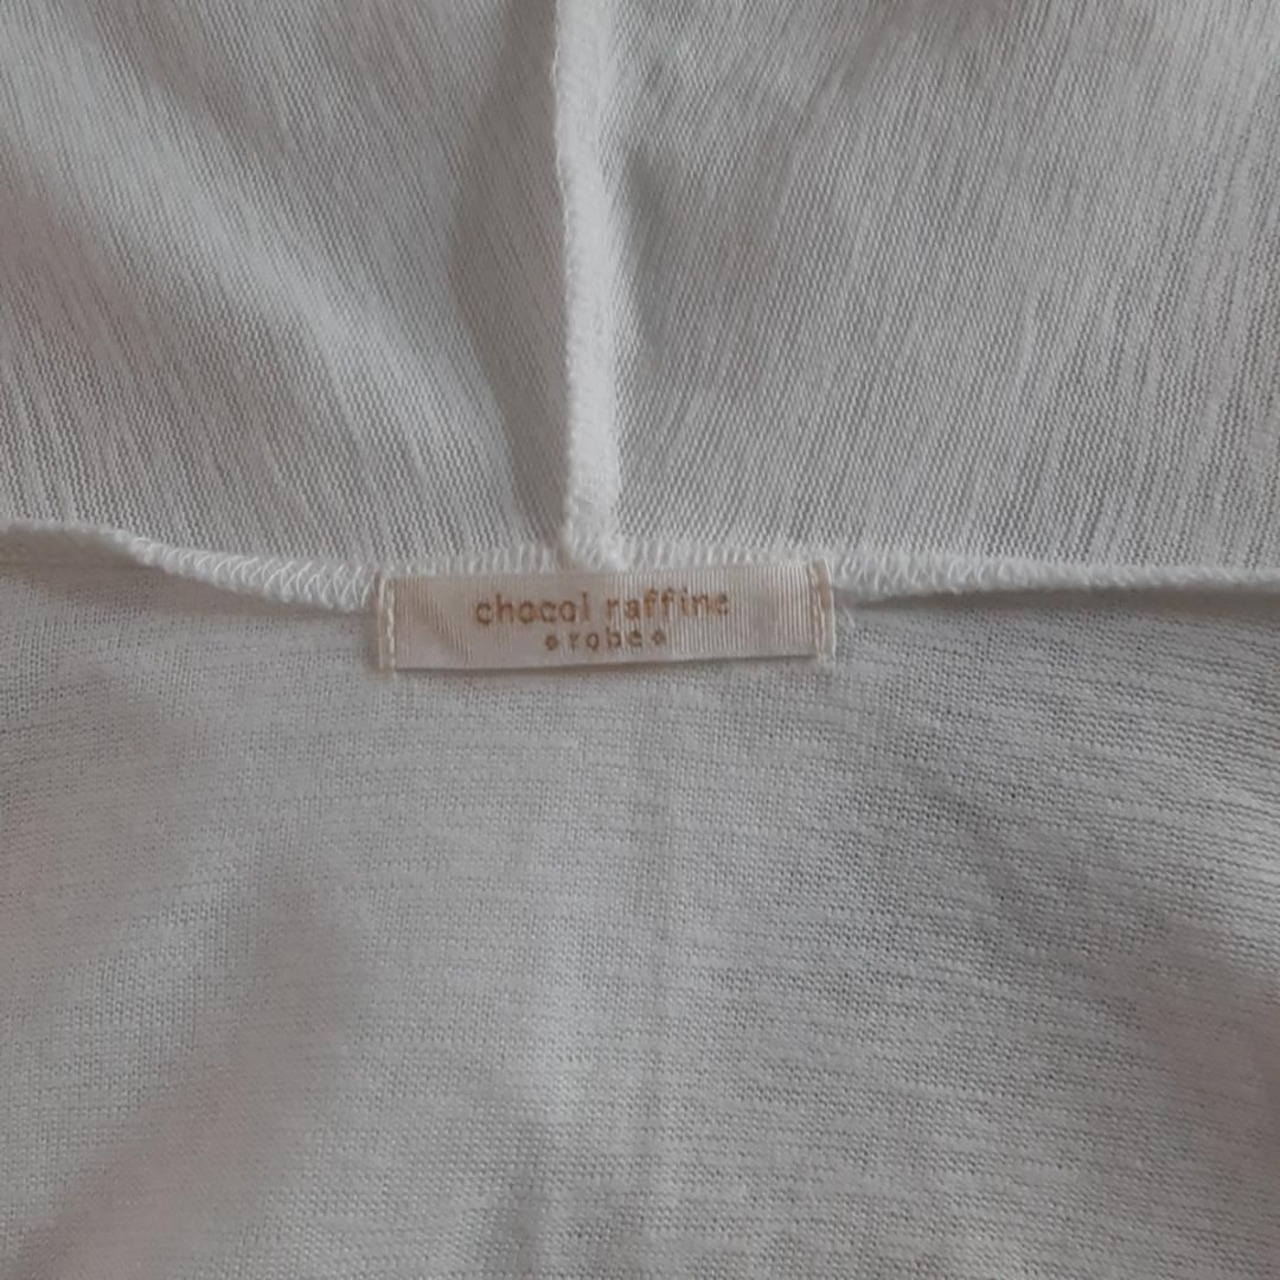 chocol raffine
robe